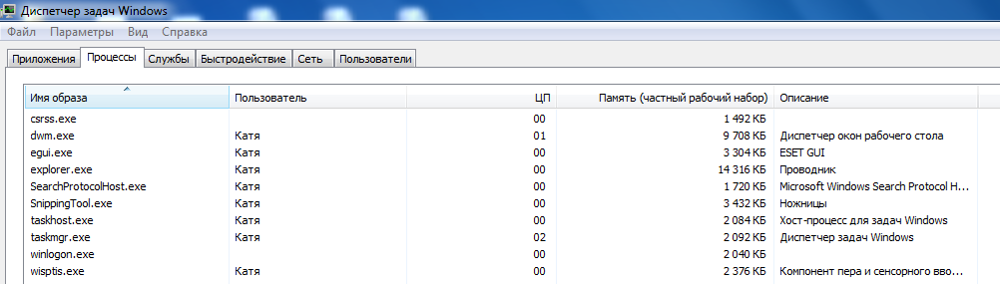 Диспетчер задач Windows
Файл Параметры Вид Справка
Приложения Процессы Службы Быстродействие Сеть Пользователи
Имя образа Пользователь ЦП Память (частный рабочий набор) Описание
csrss.exe 00 1 492 КБ
dwm.exe Катя 01 9 708 КБ Диспетчер окон рабочего стола
egui.exe Катя 00 3 304 КБ ESET GUI
explorer.exe Катя 00 14 316 КБ Проводник
SearchProtocolHost.exe Катя 00 1 720 КБ Microsoft Windows Search Protocol H...
SnippingTool.exe Катя 00 3 432 КБ Ножницы
taskhost.exe Катя 00 2 084 КБ Хост-процесс для задач Windows
taskmgr.exe Катя 02 2 092 КБ Диспетчер задач Windows
winlogon.exe 00 2 040 КБ
wisptis.exe Катя 00 2 376 КБ Компонент пера и сенсорного вво...